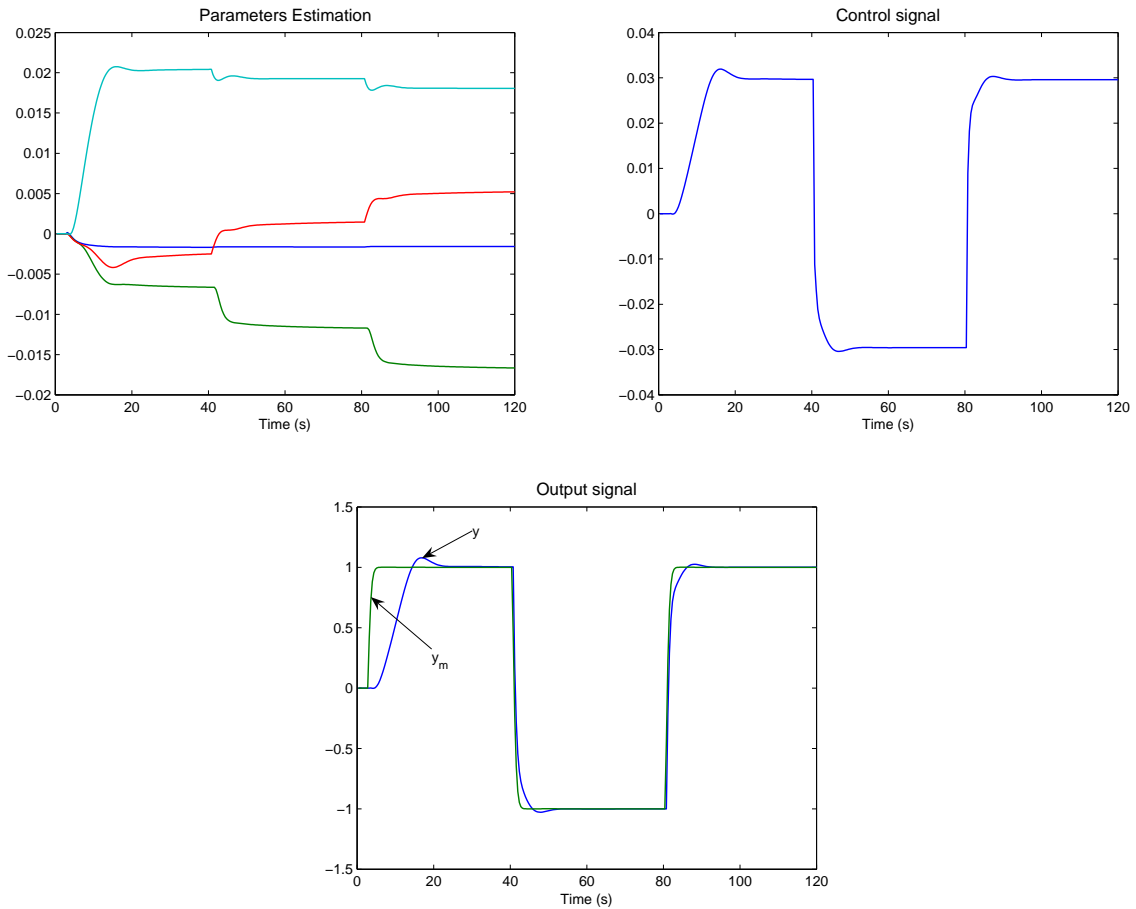 Parameters Estimation
0.025
0.02
0.015
0.01
0.005
0
−0.005
−0.01
−0.015
−0.02
0 20 40 60 80 100 120
Time (s)
Control signal
0.04
0.03
0.02
0.01
0
−0.01
−0.02
−0.03
−0.04
0 20 40 60 80 100 120
Time (s)
Output signal
1.5
1
0.5
0
−0.5
−1
−1.5
y
y_m
0 20 40 60 80 100 120
Time (s)